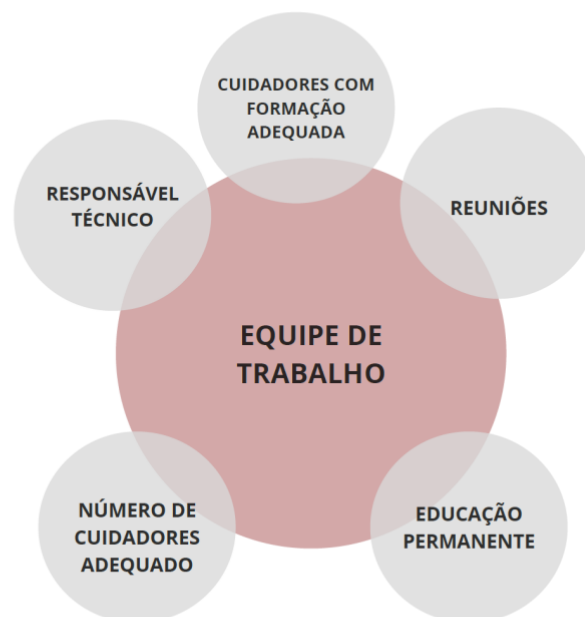 CUIDADORES COM
FORMAÇÃO
ADEQUADA
RESPONSÁVEL
TÉCNICO
REUNIÕES
EQUIPE DE
TRABALHO
NÚMERO DE
CUIDADORES
ADEQUADO
EDUCAÇÃO
PERMANENTE